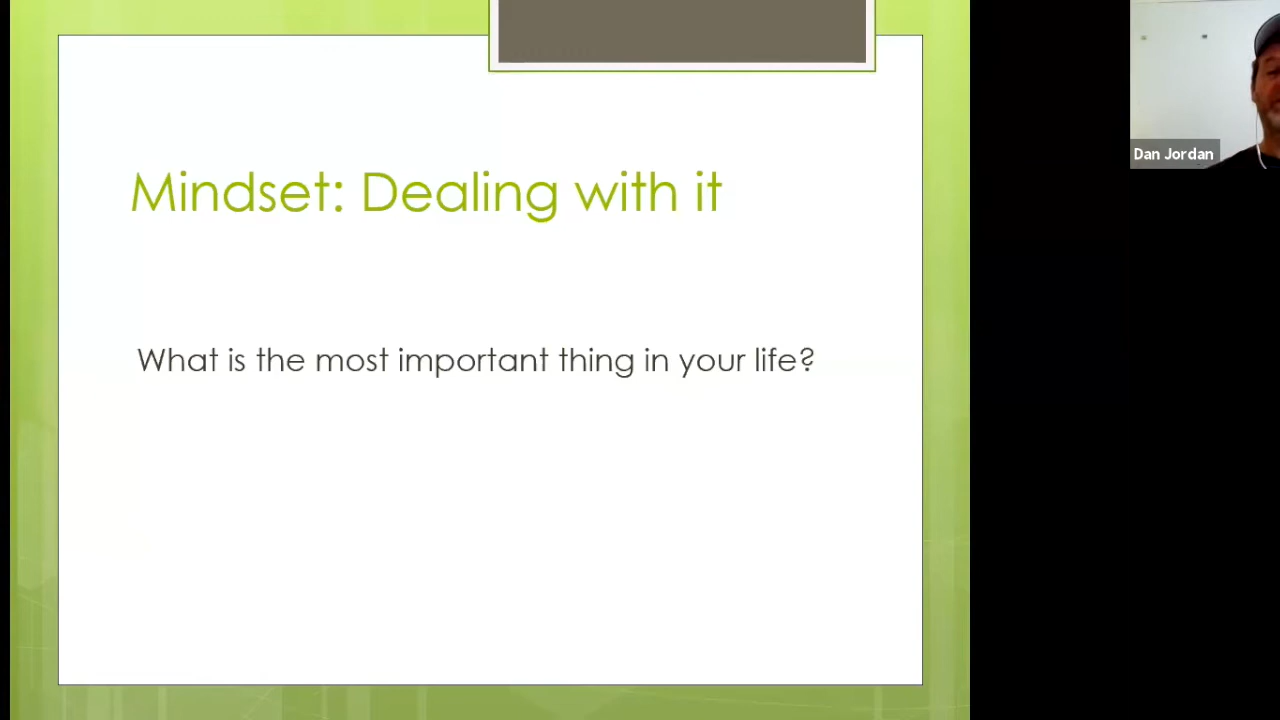 Mindset: Dealing with it
What is the most important thing in your life?
Dan Jordan